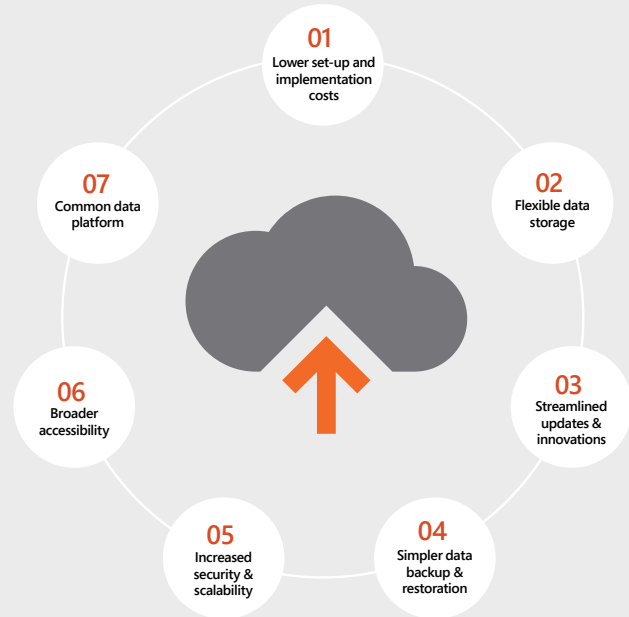 01
Lower set-up and
implementation
costs
02
Flexible data
storage
03
Streamlined
updates &
innovations
04
Simpler data
backup &
restoration
05
Increased
security &
scalability
06
Broader
accessibility
07
Common data
platform